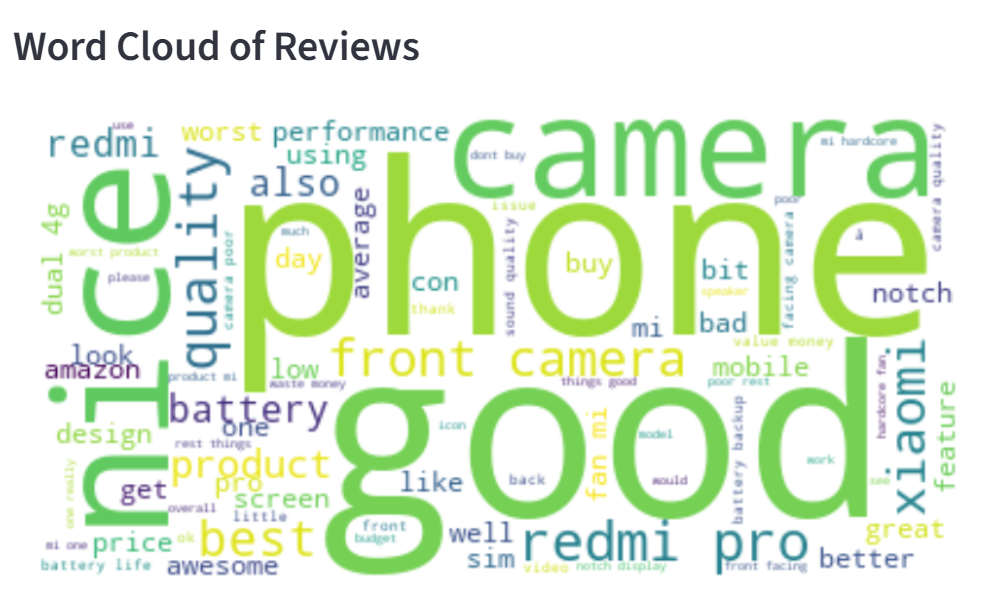 Word Cloud of Reviews
use
redmi
worst
performance
camera
using
dont buy
mi hardcore
camera quality
also
nice
quality
phone
average
issue
poor
dual 4g
much
worst product
camera poor
day
sound quality
buy
facing camera
please
con
bit
speaker
notch
thank
mi
bad
value money
look
amazon
front camera
low
mobile
product mi
waste money
things good
poor rest
good
xiaomi
hardcore fan
feature
battery
one
design
icon
model
battery backup
fan mi
rest things
product
pro
work
one really
get
screen
like
back
would
see
overall
little
best
front
budget
well
redmi pro
great
mi one
price
ok
sim
better
battery life
awesome
video
notch display
front facing